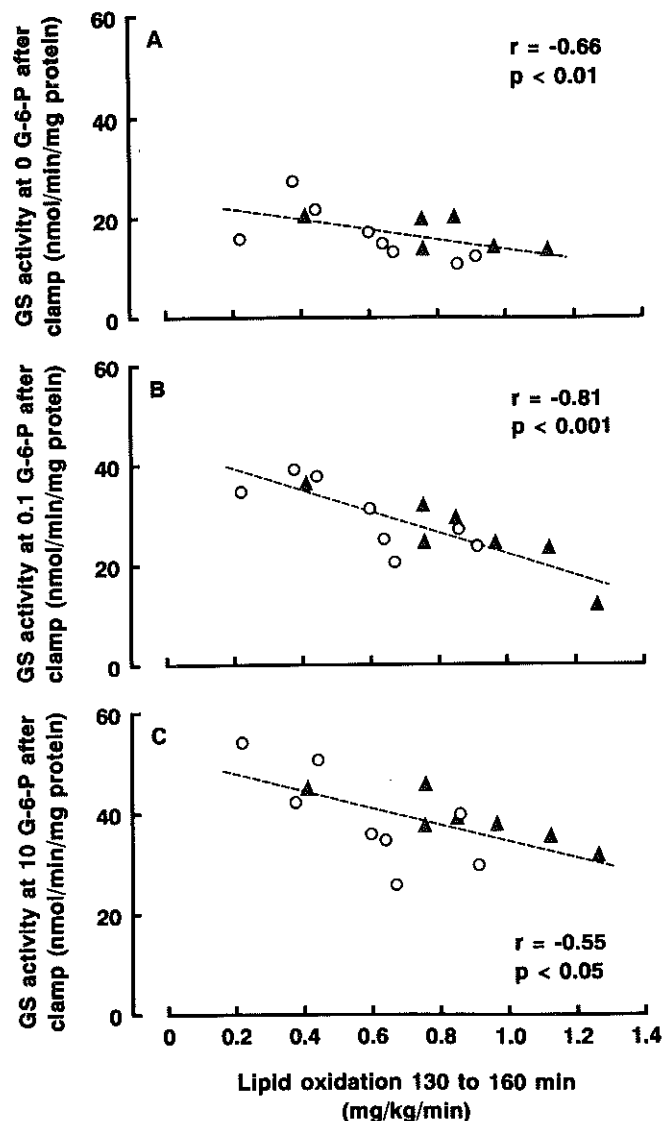 GS activity at 0 G-6-P after
clamp (nmol/min/mg protein)
60
40
20
0
A
r = -0.66
p < 0.01
GS activity at 0.1 G-6-P after
clamp (nmol/min/mg protein)
60
40
20
0
B
r = -0.81
p < 0.001
GS activity at 10 G-6-P after
clamp (nmol/min/mg protein)
60
40
20
0
C
r = -0.55
p < 0.05
0 0.2 0.4 0.6 0.8 1.0 1.2 1.4
Lipid oxidation 130 to 160 min
(mg/kg/min)